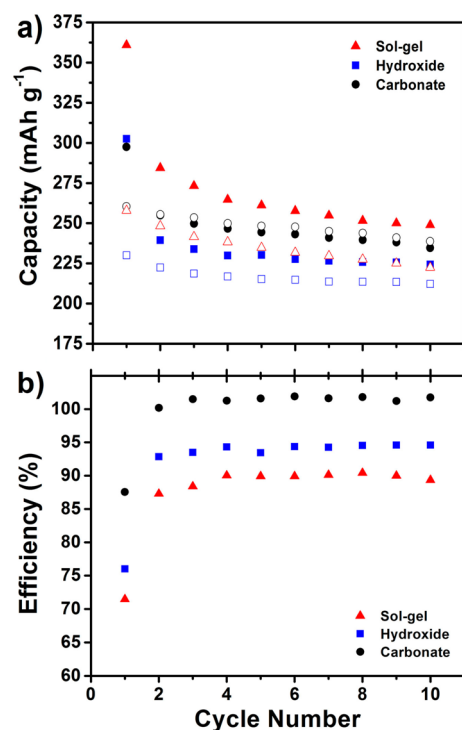 a)
375
350
325
300
275
250
225
200
175
Capacity (mAh g⁻¹)
Sol-gel
Hydroxide
Carbonate
b)
100
95
90
85
80
75
70
65
60
Efficiency (%)
Sol-gel
Hydroxide
Carbonate
0 2 4 6 8 10
Cycle Number